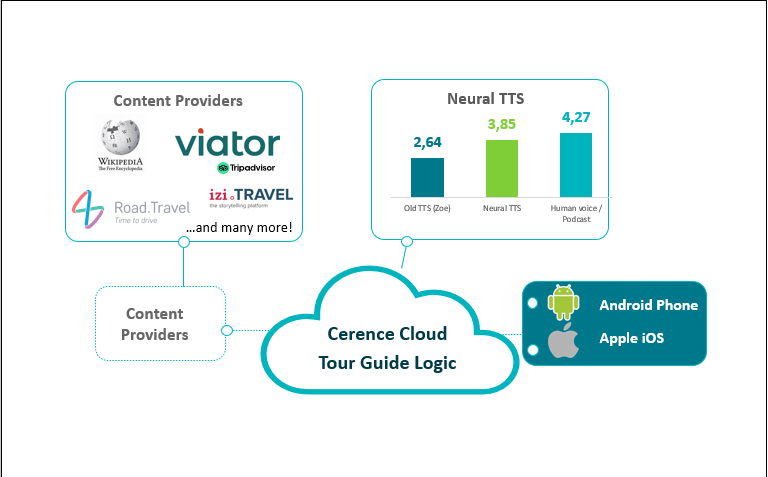 Content Providers
WIKIPEDIA
The Free Encyclopedia
viator
Tripadvisor
Road.Travel
Time to drive
izi.TRAVEL
the storytelling platform
...and many more!
Neural TTS
2,64
3,85
4,27
Old TTS (Zoe)
Neural TTS
Human voice /
Podcast
Content
Providers
Cerence Cloud
Tour Guide Logic
Android Phone
Apple iOS